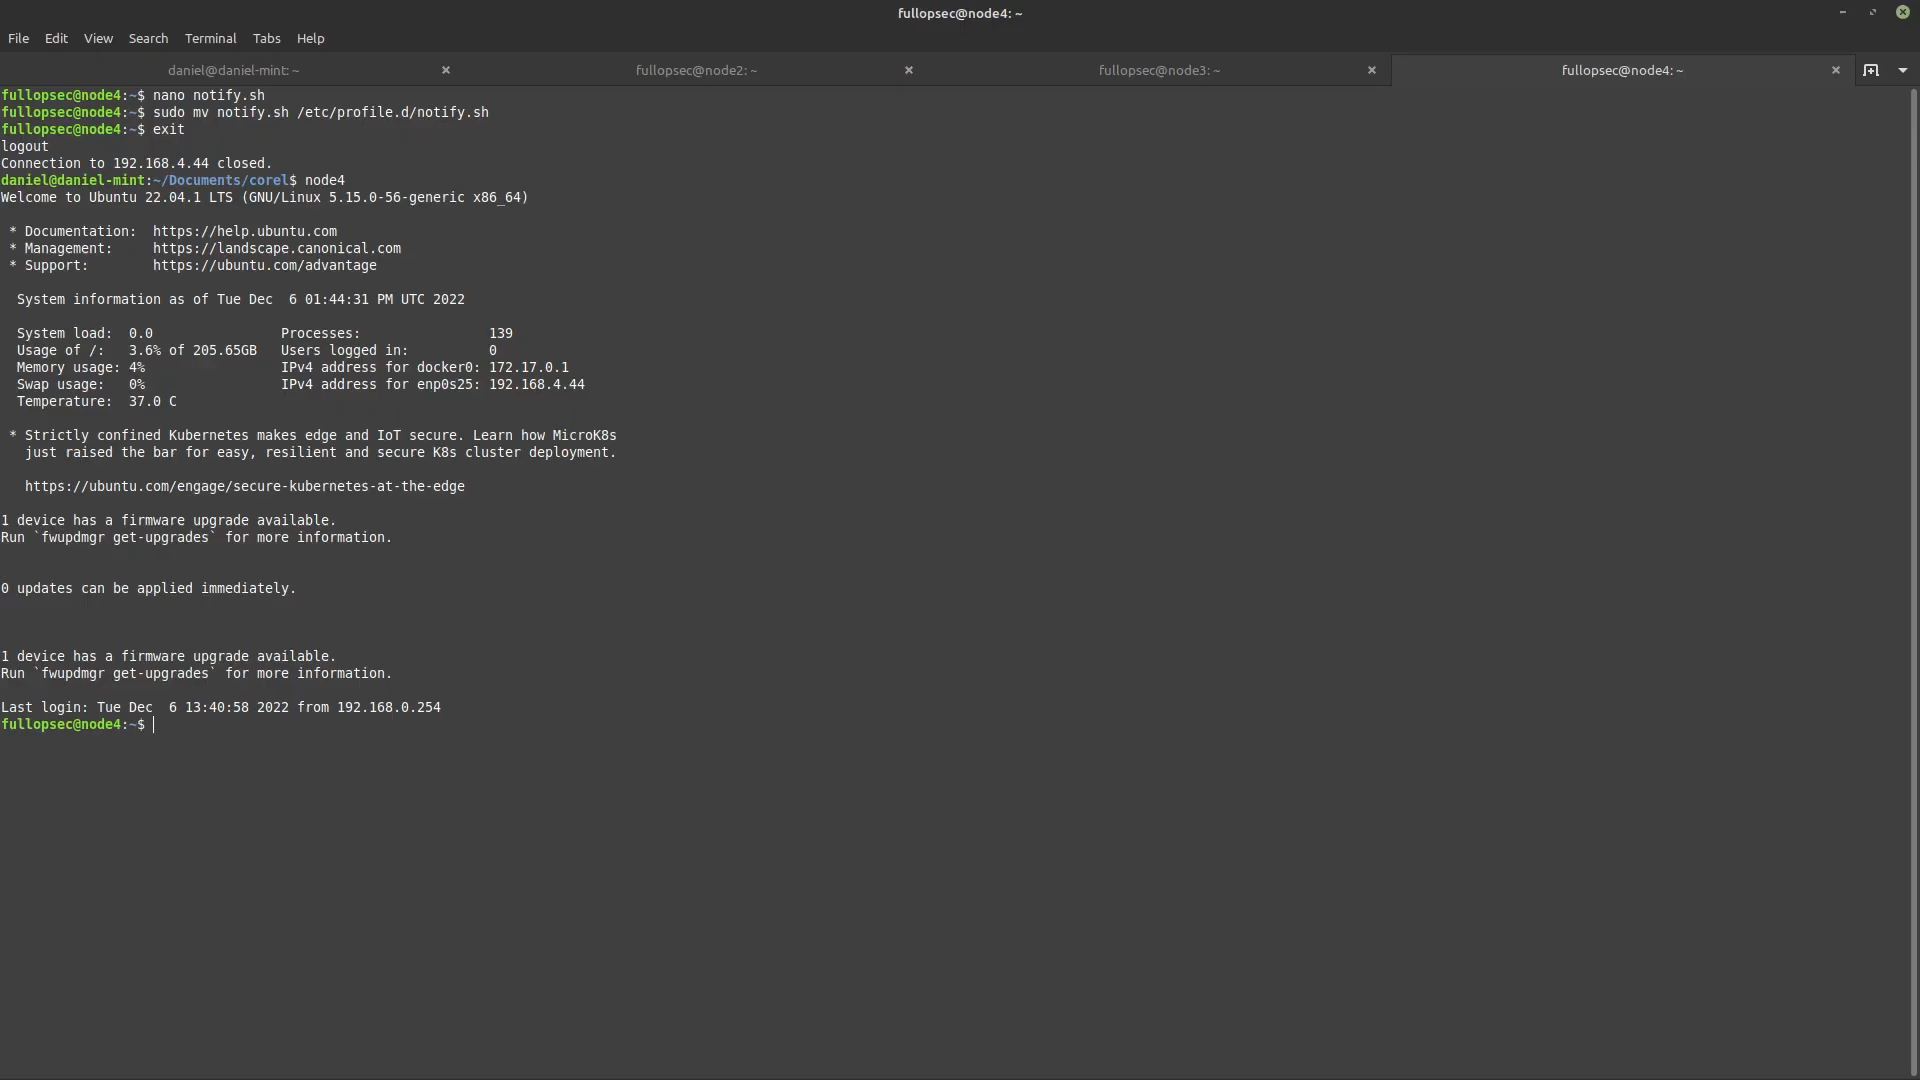 fullopsec@node4: ~
File Edit View Search Terminal Tabs Help
daniel@daniel-mint: ~ fullopsec@node2: ~ fullopsec@node3: ~ fullopsec@node4: ~
fullopsec@node4:~$ nano notify.sh
fullopsec@node4:~$ sudo mv notify.sh /etc/profile.d/notify.sh
fullopsec@node4:~$ exit
logout
Connection to 192.168.4.44 closed.
daniel@daniel-mint:~/Documents/corel$ node4
Welcome to Ubuntu 22.04.1 LTS (GNU/Linux 5.15.0-56-generic x86_64)
* Documentation:  https://help.ubuntu.com
* Management:     https://landscape.canonical.com
* Support:        https://ubuntu.com/advantage
System information as of Tue Dec  6 01:44:31 PM UTC 2022
System load:  0.0                Processes:                139
Usage of /:   3.6% of 205.65GB   Users logged in:          0
Memory usage: 4%                 IPv4 address for docker0: 172.17.0.1
Swap usage:   0%                 IPv4 address for enp0s25: 192.168.4.44
Temperature:  37.0 C
* Strictly confined Kubernetes makes edge and IoT secure. Learn how MicroK8s
just raised the bar for easy, resilient and secure K8s cluster deployment.
https://ubuntu.com/engage/secure-kubernetes-at-the-edge
1 device has a firmware upgrade available.
Run `fwupdmgr get-upgrades` for more information.
0 updates can be applied immediately.
1 device has a firmware upgrade available.
Run `fwupdmgr get-upgrades` for more information.
Last login: Tue Dec  6 13:40:58 2022 from 192.168.0.254
fullopsec@node4:~$